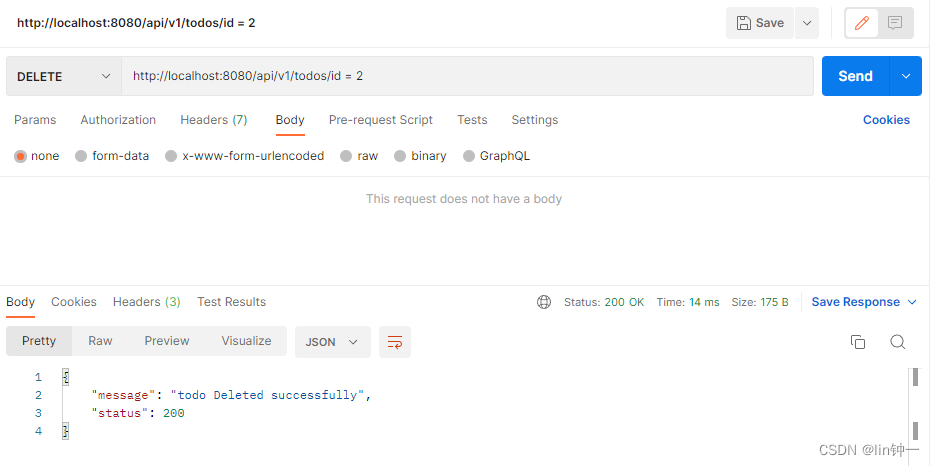 http://localhost:8080/api/v1/todos/id = 2
Save
DELETE
http://localhost:8080/api/v1/todos/id = 2
Send
Params Authorization Headers (7) Body Pre-request Script Tests Settings Cookies
none form-data x-www-form-urlencoded raw binary GraphQL
This request does not have a body
Body Cookies Headers (3) Test Results Status: 200 OK Time: 14 ms Size: 175 B Save Response
Pretty Raw Preview Visualize JSON
1 {
2 "message": "todo Deleted successfully",
3 "status": 200
4 }
CSDN @lin钟一